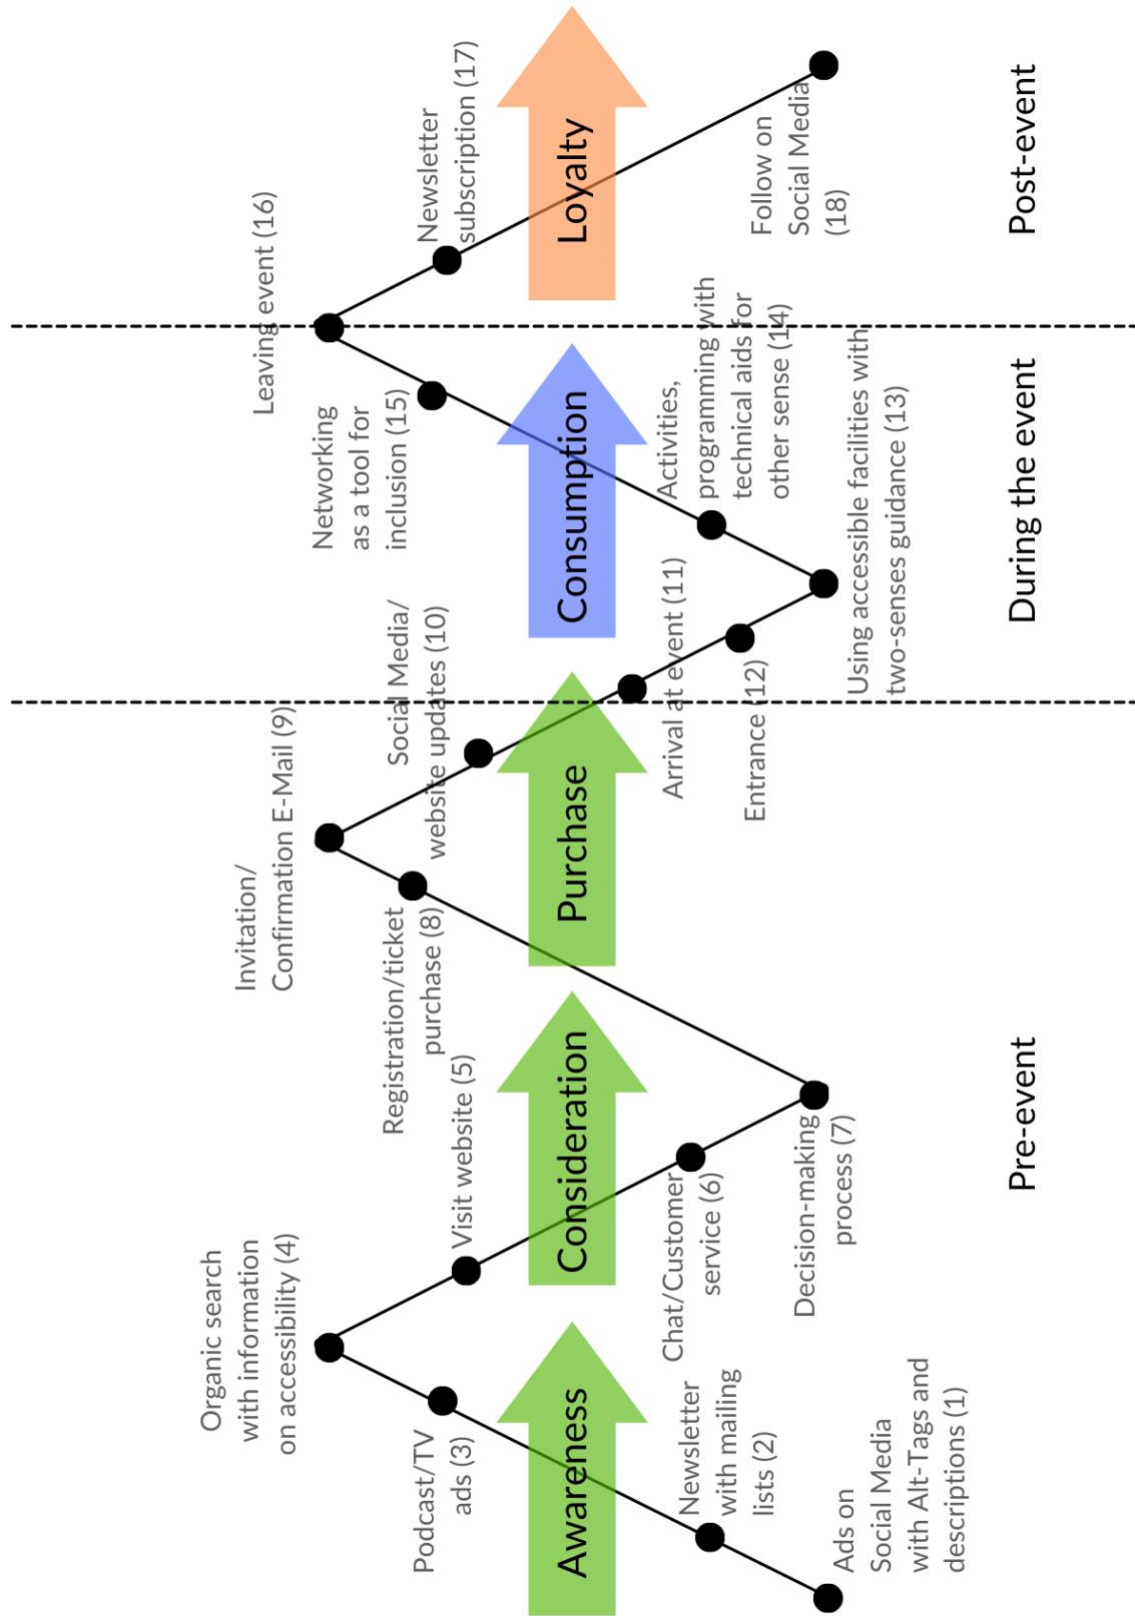 Ads on
Social Media
with Alt-Tags and
descriptions (1)
Newsletter
with mailing
lists (2)
Podcast/TV
ads (3)
Organic search
with information
on accessibility (4)
Visit website (5)
Chat/Customer
service (6)
Decision-making
process (7)
Registration/ticket
purchase (8)
Invitation/
Confirmation E-Mail (9)
Social Media/
website updates (10)
Arrival at event (11)
Entrance (12)
Using accessible facilities with
two-senses guidance (13)
Activities,
programming with
technical aids for
other sense (14)
Networking
as a tool for
inclusion (15)
Leaving event (16)
Newsletter
subscription (17)
Follow on
Social Media
(18)
Awareness
Consideration
Purchase
Consumption
Loyalty
Pre-event
During the event
Post-event